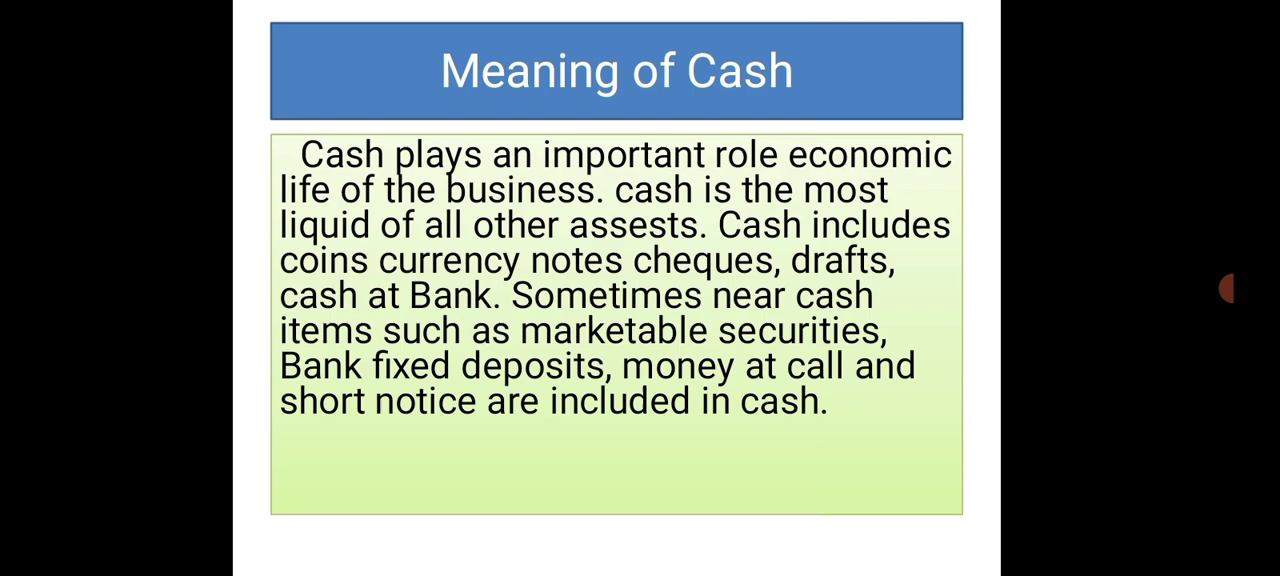 Meaning of Cash
Cash plays an important role economic
life of the business. cash is the most
liquid of all other assests. Cash includes
coins currency notes cheques, drafts,
cash at Bank. Sometimes near cash
items such as marketable securities,
Bank fixed deposits, money at call and
short notice are included in cash.